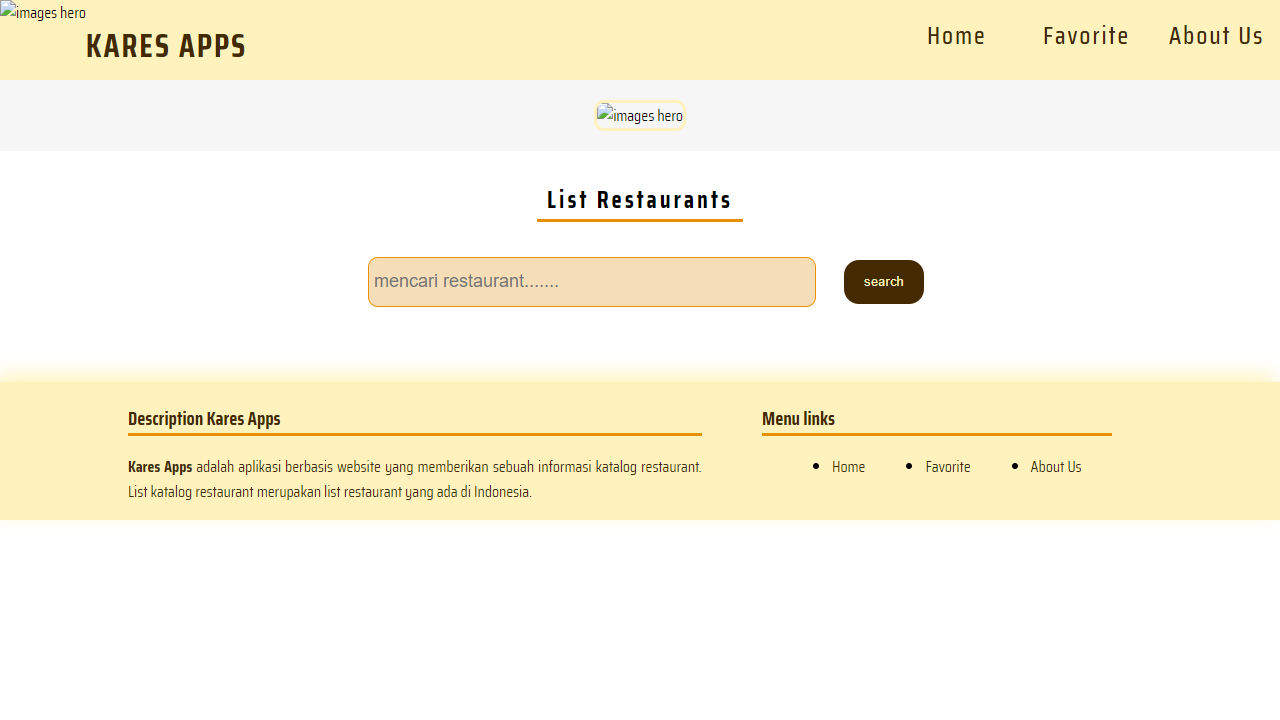 images hero
KARES APPS
Home Favorite About Us
images hero
List Restaurants
mencari restaurant.......
search
Description Kares Apps
Kares Apps adalah aplikasi berbasis website yang memberikan sebuah informasi katalog restaurant.
List katalog restaurant merupakan list restaurant yang ada di Indonesia.
Menu links
Home
Favorite
About Us